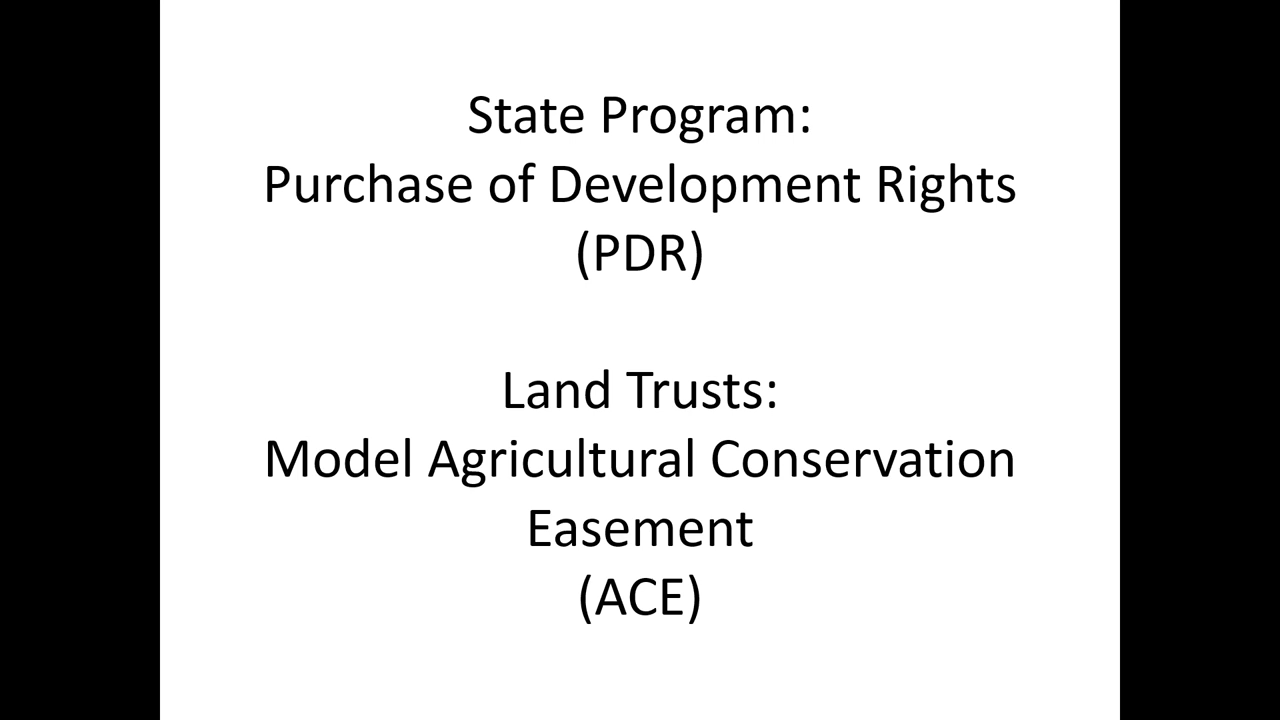 State Program:
Purchase of Development Rights
(PDR)
Land Trusts:
Model Agricultural Conservation
Easement
(ACE)